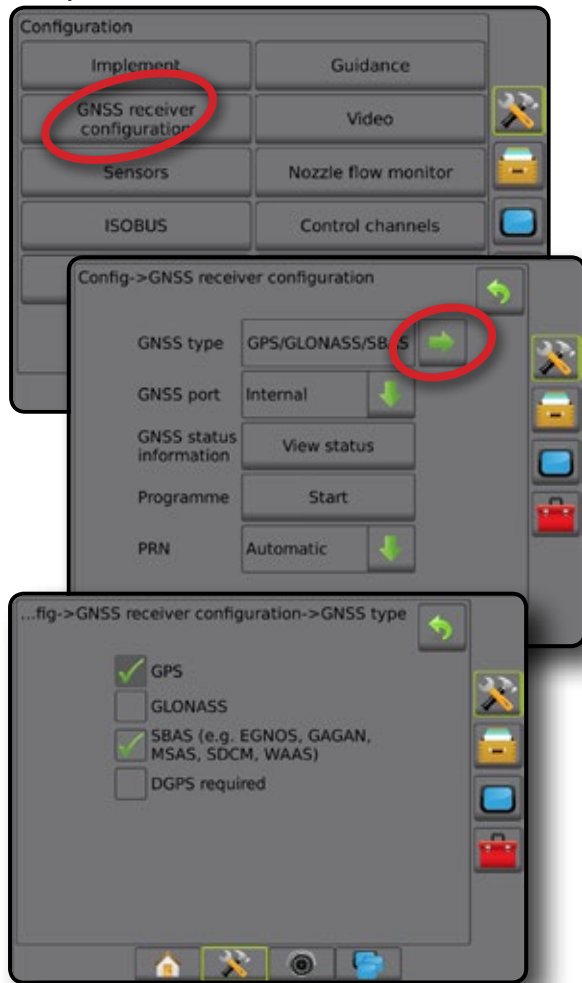 Configuration
Implement
Guidance
GNSS receiver
configuration
Video
Sensors
Nozzle flow monitor
ISOBUS
Control channels
Config->GNSS receiver configuration
GNSS type
GPS/GLONASS/SBAS
GNSS port
Internal
GNSS status
information
View status
Programme
Start
PRN
Automatic
...fig->GNSS receiver configuration->GNSS type
GPS
GLONASS
SBAS (e.g. EGNOS, GAGAN,
MSAS, SDCM, WAAS)
DGPS required